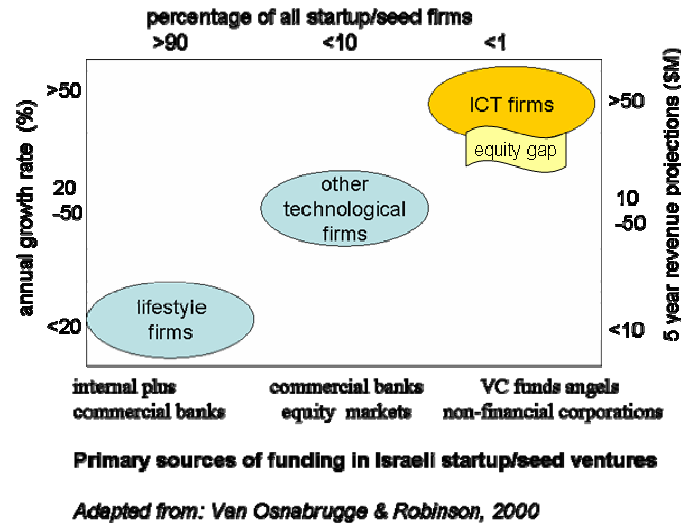 percentage of all startup/seed firms
>90 <10 <1
annual growth rate (%)
>50
20
-50
<20
ICT firms
equity gap
other
technological
firms
lifestyle
firms
>50
10
-50
<10
5 year revenue projections ($M)
internal plus
commercial banks
commercial banks
equity markets
VC funds angels
non-financial corporations
Primary sources of funding in Israeli startup/seed ventures
Adapted from: Van Osnabrugge & Robinson, 2000